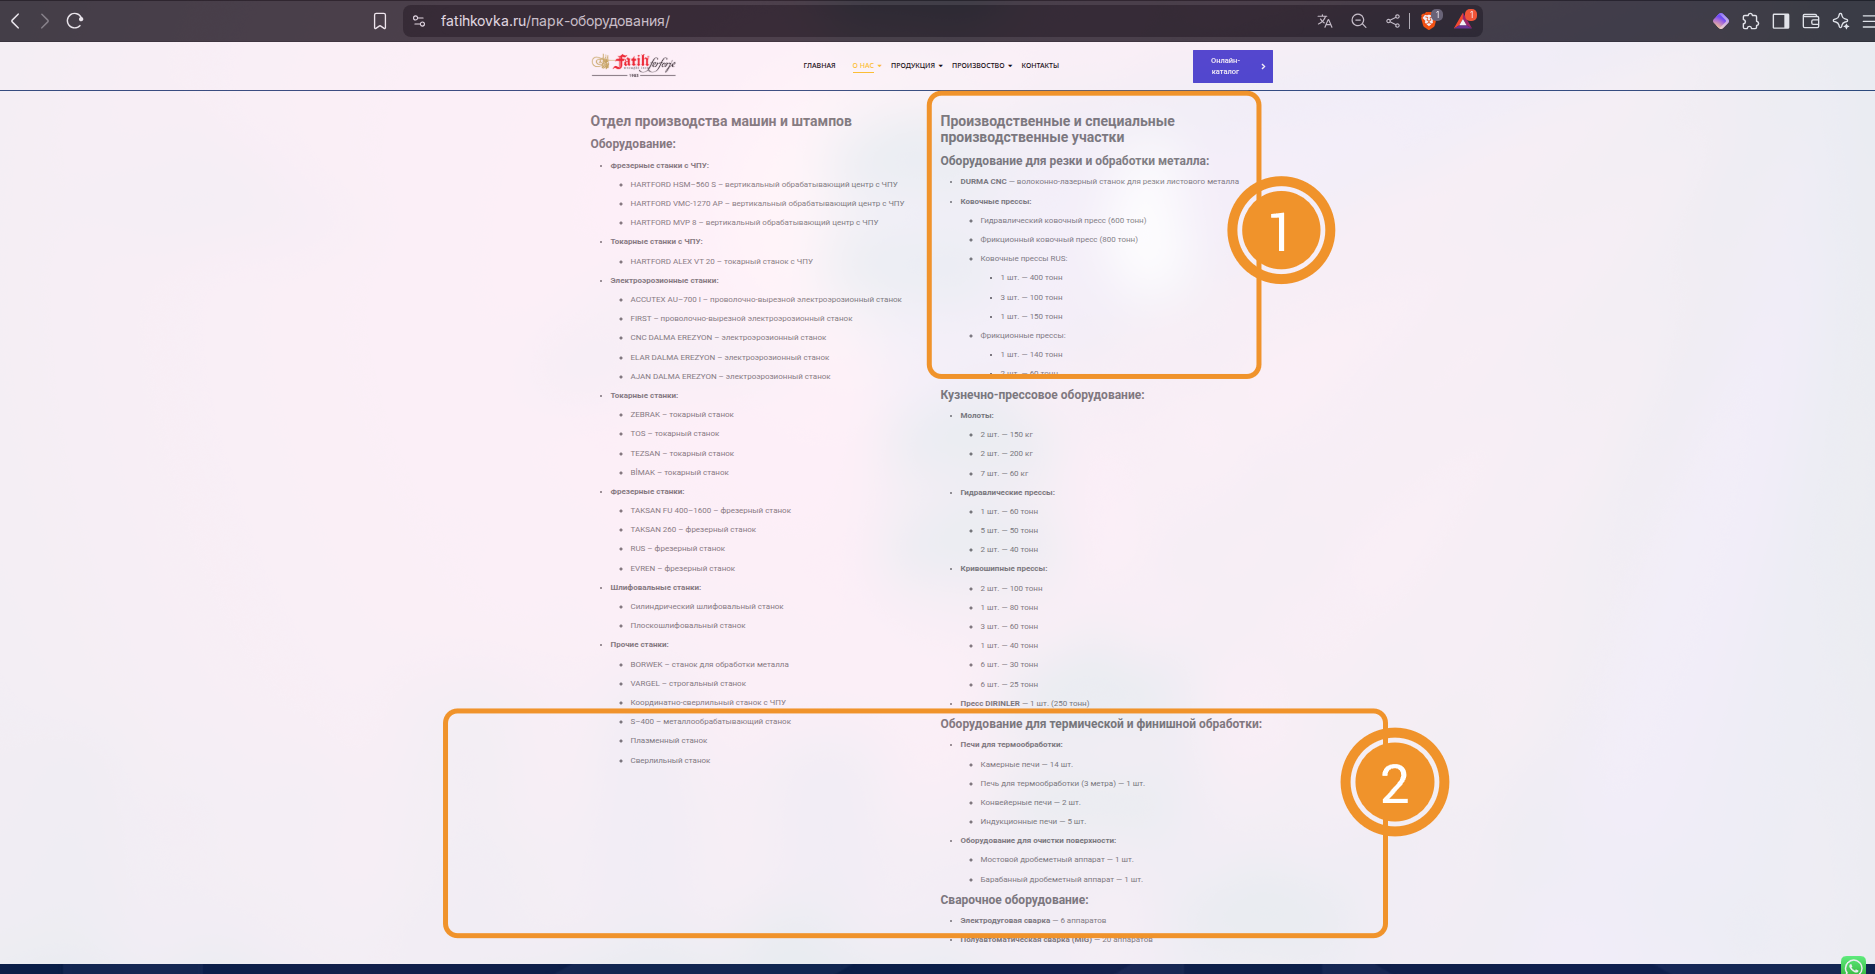 fatihkovka.ru/парк-оборудования/
1
1
Fatih ferforje
1985
ГЛАВНАЯ
О НАС
ПРОДУКЦИЯ
ПРОИЗВОСТВО
КОНТАКТЫ
Онлайн-
каталог
Отдел производства машин и штампов
Оборудование:
Фрезерные станки с ЧПУ:
HARTFORD HSM–560 S – вертикальный обрабатывающий центр с ЧПУ
HARTFORD VMC-1270 AP – вертикальный обрабатывающий центр с ЧПУ
HARTFORD MVP 8 – вертикальный обрабатывающий центр с ЧПУ
Токарные станки с ЧПУ:
HARTFORD ALEX VT 20 – токарный станок с ЧПУ
Электроэрозионные станки:
ACCUTEX AU–700 I – проволочно-вырезной электроэрозионный станок
FIRST – проволочно-вырезной электроэрозионный станок
CNC DALMA EREZYON – электроэрозионный станок
ELAR DALMA EREZYON – электроэрозионный станок
AJAN DALMA EREZYON – электроэрозионный станок
Токарные станки:
ZEBRAK – токарный станок
TOS – токарный станок
TEZSAN – токарный станок
BİMAK – токарный станок
Фрезерные станки:
TAKSAN FU 400–1600 – фрезерный станок
TAKSAN 260 – фрезерный станок
RUS – фрезерный станок
EVREN – фрезерный станок
Шлифовальные станки:
Силиндрический шлифовальный станок
Плоскошлифовальный станок
Прочие станки:
BORWEK – станок для обработки металла
VARGEL – строгальный станок
Координатно-сверлильный станок с ЧПУ
S–400 – металлообрабатывающий станок
Плазменный станок
Сверлильный станок
Производственные и специальные
производственные участки
Оборудование для резки и обработки металла:
DURMA CNC — волоконно-лазерный станок для резки листового металла
Ковочные прессы:
Гидравлический ковочный пресс (600 тонн)
Фрикционный ковочный пресс (800 тонн)
Ковочные прессы RUS:
1 шт. — 400 тонн
3 шт. — 100 тонн
1 шт. — 150 тонн
Фрикционные прессы:
1 шт. — 140 тонн
2 шт. — 60 тонн
1
Кузнечно-прессовое оборудование:
Молоты:
2 шт. — 150 кг
2 шт. — 200 кг
7 шт. — 60 кг
Гидравлические прессы:
1 шт. — 60 тонн
5 шт. — 50 тонн
2 шт. — 40 тонн
Кривошипные прессы:
2 шт. — 100 тонн
1 шт. — 80 тонн
3 шт. — 60 тонн
1 шт. — 40 тонн
6 шт. — 30 тонн
6 шт. — 25 тонн
Пресс DIRINLER — 1 шт. (250 тонн)
Оборудование для термической и финишной обработки:
Печи для термообработки:
Камерные печи — 14 шт.
Печь для термообработки (3 метра) — 1 шт.
Конвейерные печи — 2 шт.
Индукционные печи — 5 шт.
Оборудование для очистки поверхности:
Мостовой дробеметный аппарат — 1 шт.
Барабанный дробеметный аппарат — 1 шт.
Сварочное оборудование:
Электродуговая сварка — 6 аппаратов
Полуавтоматическая сварка (MIG) — 20 аппаратов
2